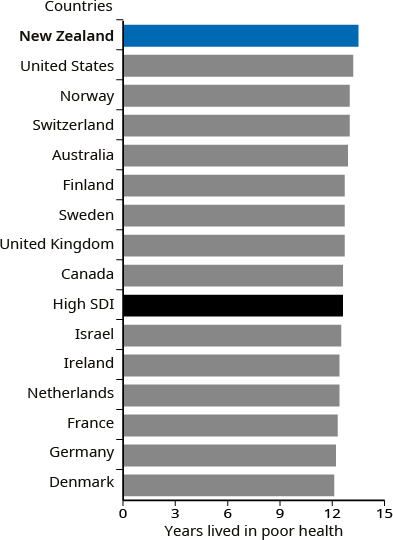 Countries
New Zealand
United States
Norway
Switzerland
Australia
Finland
Sweden
United Kingdom
Canada
High SDI
Israel
Ireland
Netherlands
France
Germany
Denmark
0 3 6 9 12 15
Years lived in poor health